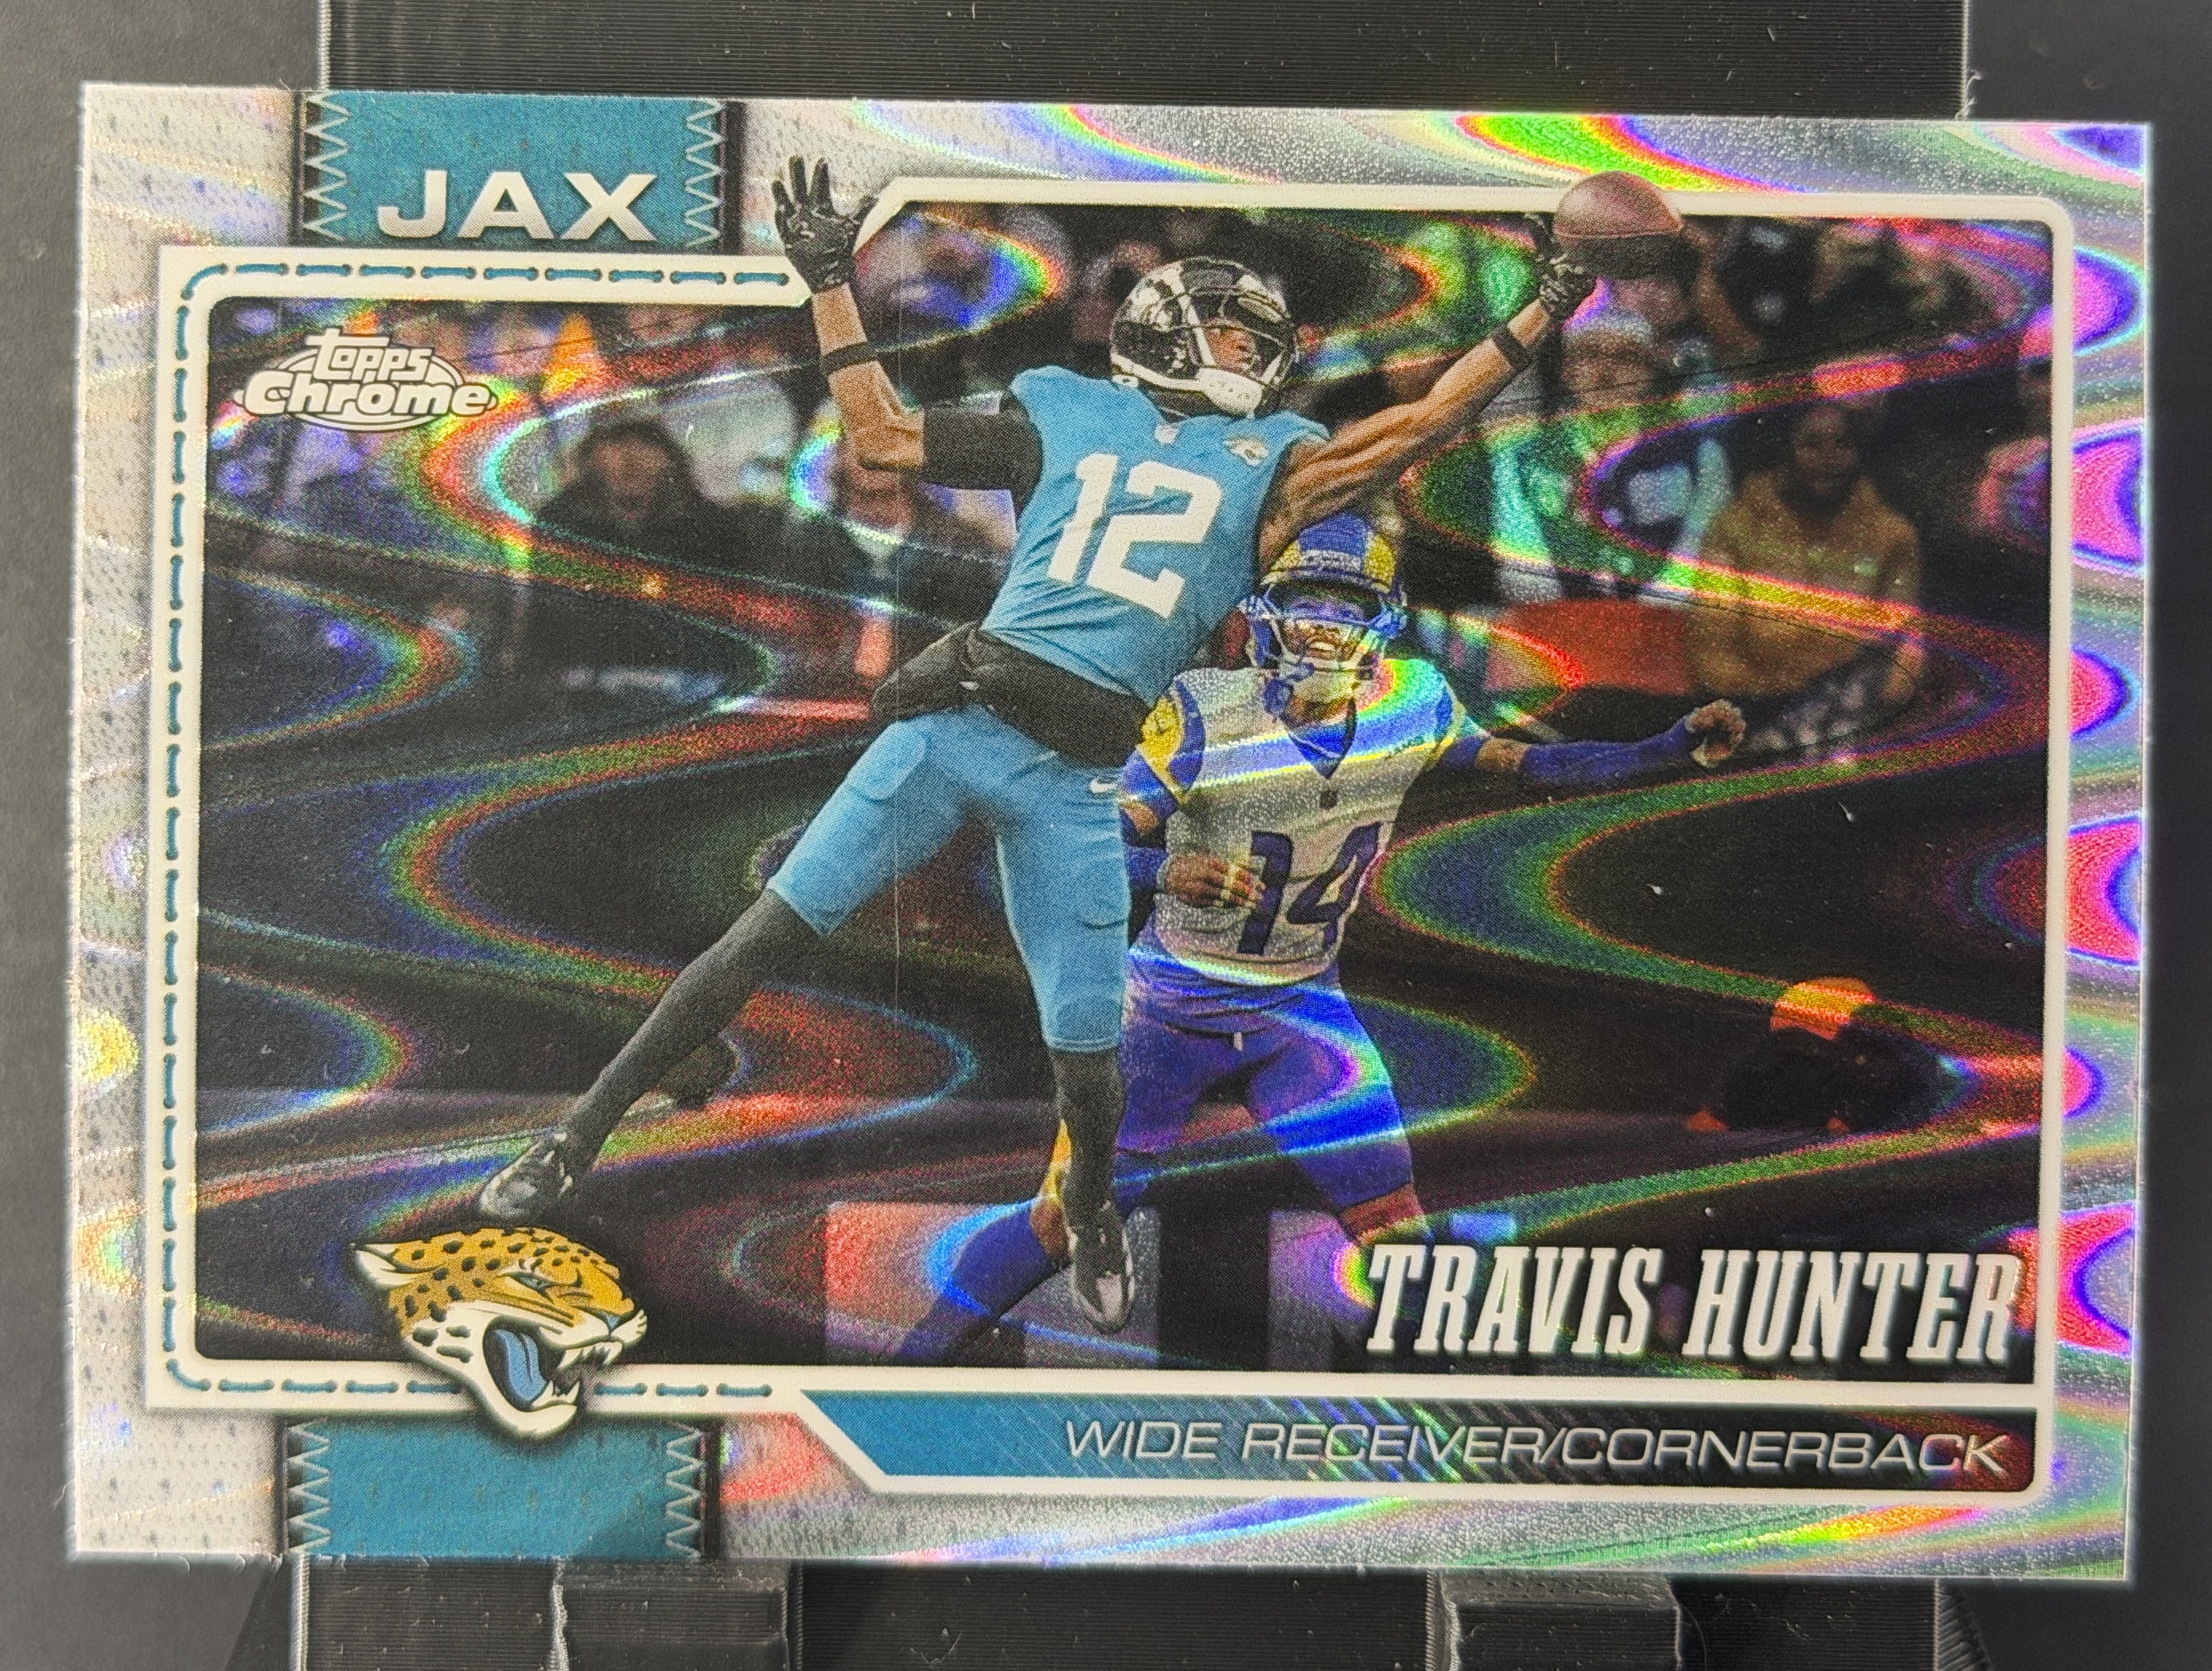 JAX
Topps
Chrome
12
14
TRAVIS HUNTER
WIDE RECEIVER/CORNERBACK